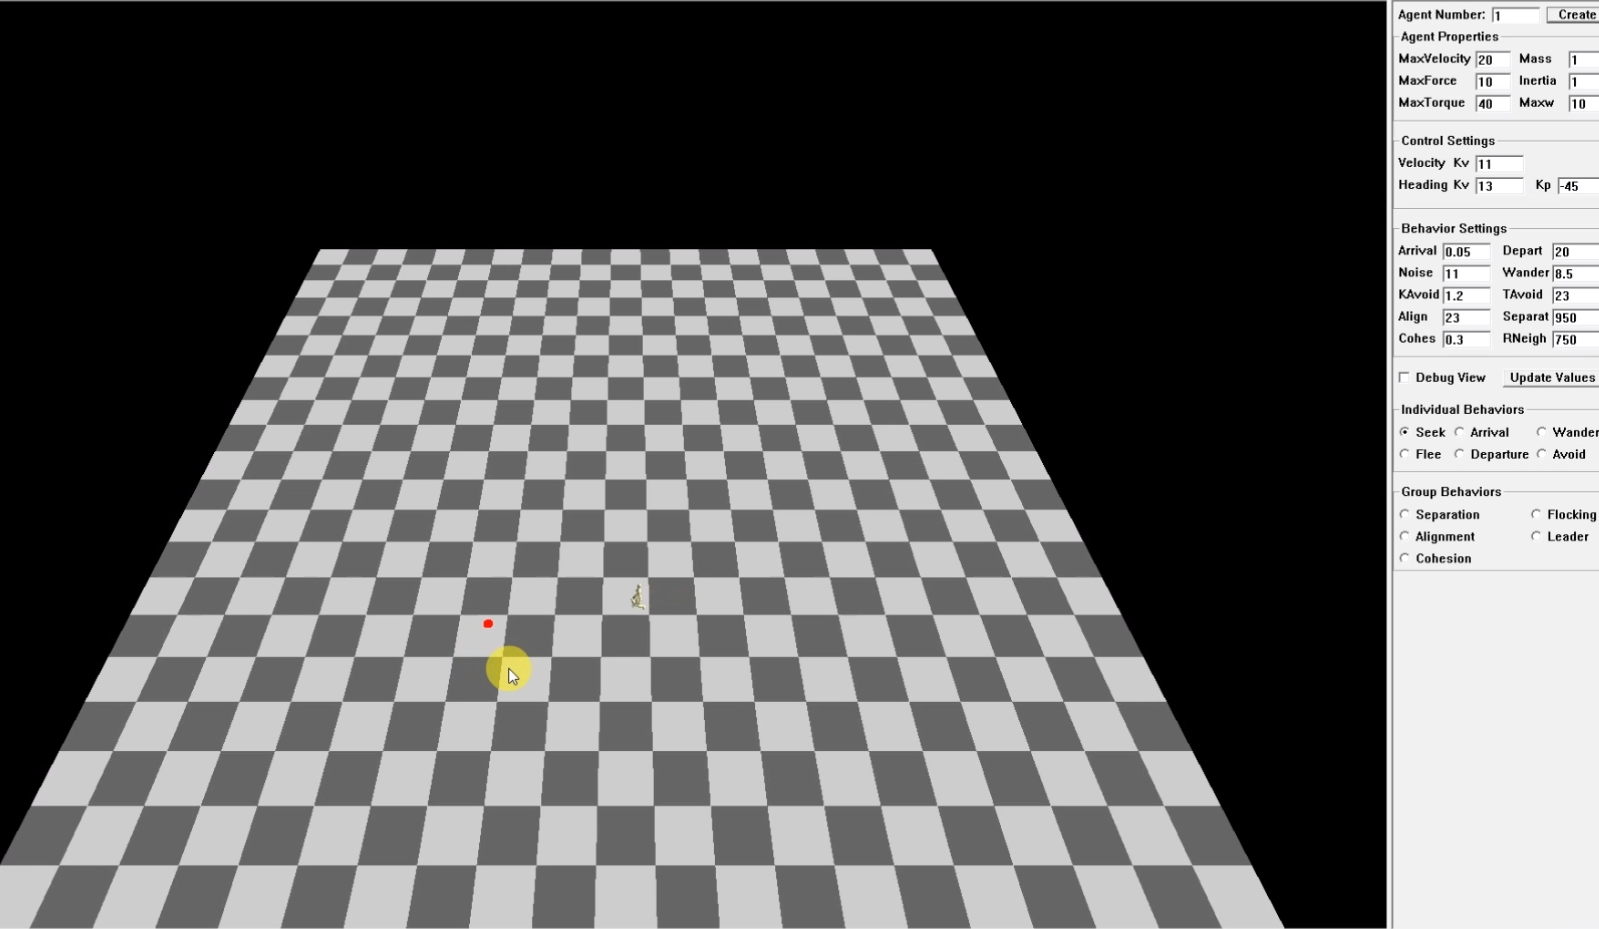 Agent Number: 1 Create
Agent Properties
MaxVelocity 20 Mass 1
MaxForce 10 Inertia 1
MaxTorque 40 Maxw 10
Control Settings
Velocity Kv 11
Heading Kv 13 Kp -45
Behavior Settings
Arrival 0.05 Depart 20
Noise 11 Wander 8.5
KAvoid 1.2 TAvoid 23
Align 23 Separat 950
Cohes 0.3 RNeigh 750
Debug View Update Values
Individual Behaviors
Seek Arrival Wander
Flee Departure Avoid
Group Behaviors
Separation Flocking
Alignment Leader
Cohesion